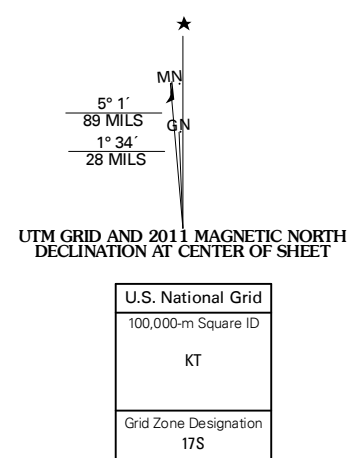 ★
MN
5° 1´
89 MILS
GN
1° 34´
28 MILS
UTM GRID AND 2011 MAGNETIC NORTH
DECLINATION AT CENTER OF SHEET
U.S. National Grid
100,000-m Square ID
KT
Grid Zone Designation
17S